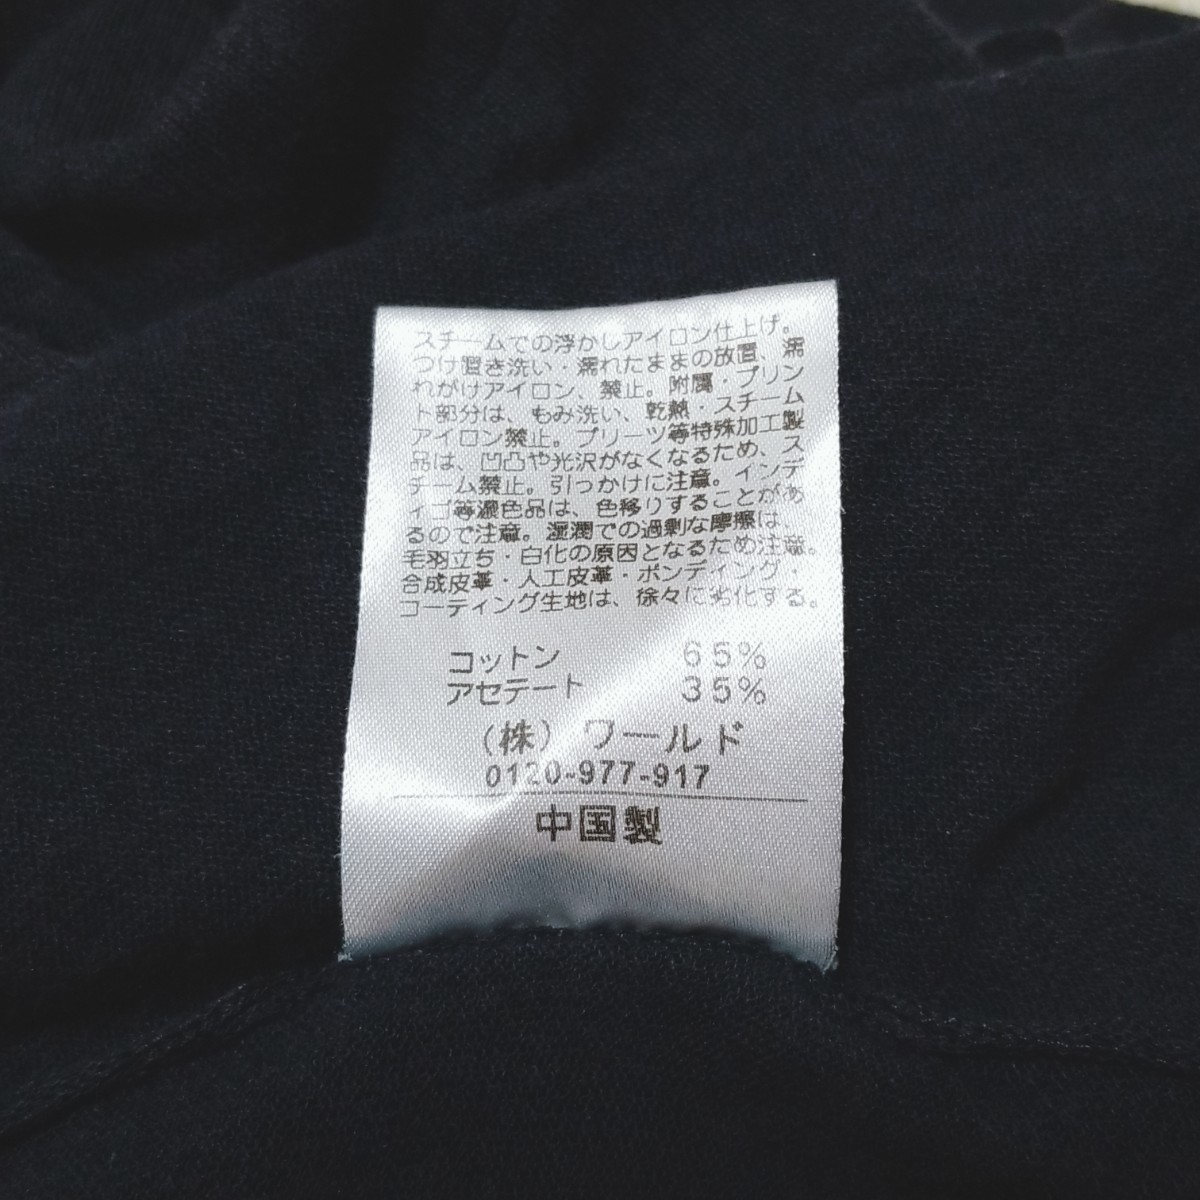 スチームでの浮かしアイロン仕上げ。
つけ置き洗い・濡れたままの放置、濡
れがけアイロン、禁止。附属・プリン
ト部分は、もみ洗い、乾熱・スチーム
アイロン禁止。プリーツ等特殊加工製
品は、凹凸や光沢がなくなるため、ス
チーム禁止。引っかけに注意。インデ
ィゴ等濃色品は、色移りすることがあ
るので注意。湿潤での過剰な摩擦は、
毛羽立ち・白化の原因となるため注意。
合成皮革・人工皮革・ボンディング・
コーティング生地は、徐々に劣化する。
コットン 65%
アセテート 35%
(株) ワールド
0120-977-917
中国製